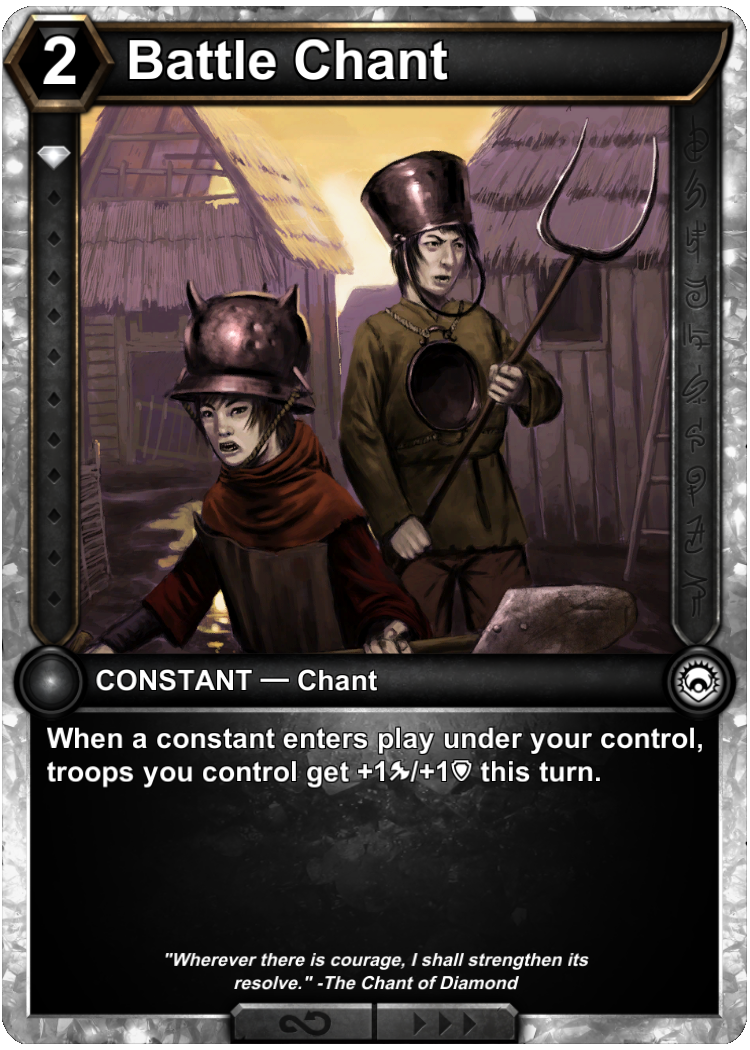 2
Battle Chant
CONSTANT — Chant
When a constant enters play under your control,
troops you control get +1/+1 this turn.
"Wherever there is courage, I shall strengthen its
resolve." -The Chant of Diamond